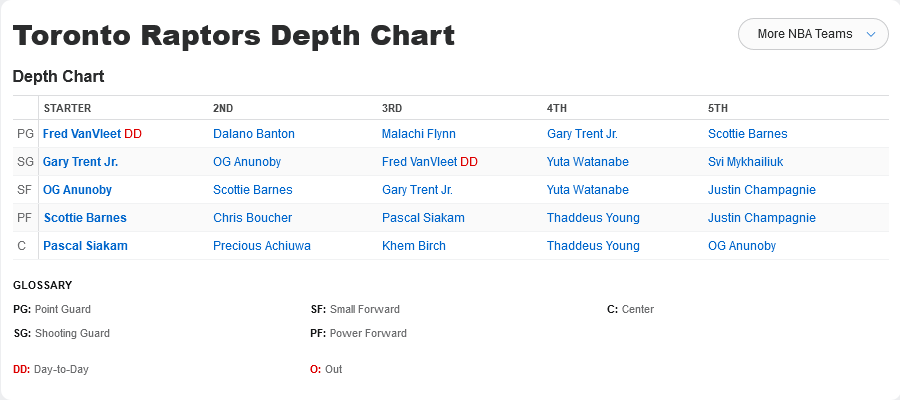 Toronto Raptors Depth Chart
More NBA Teams
Depth Chart
STARTER 2ND 3RD 4TH 5TH
PG Fred VanVleet DD Dalano Banton Malachi Flynn Gary Trent Jr. Scottie Barnes
SG Gary Trent Jr. OG Anunoby Fred VanVleet DD Yuta Watanabe Svi Mykhailiuk
SF OG Anunoby Scottie Barnes Gary Trent Jr. Yuta Watanabe Justin Champagnie
PF Scottie Barnes Chris Boucher Pascal Siakam Thaddeus Young Justin Champagnie
C Pascal Siakam Precious Achiuwa Khem Birch Thaddeus Young OG Anunoby
GLOSSARY
PG: Point Guard SF: Small Forward C: Center
SG: Shooting Guard PF: Power Forward
DD: Day-to-Day O: Out